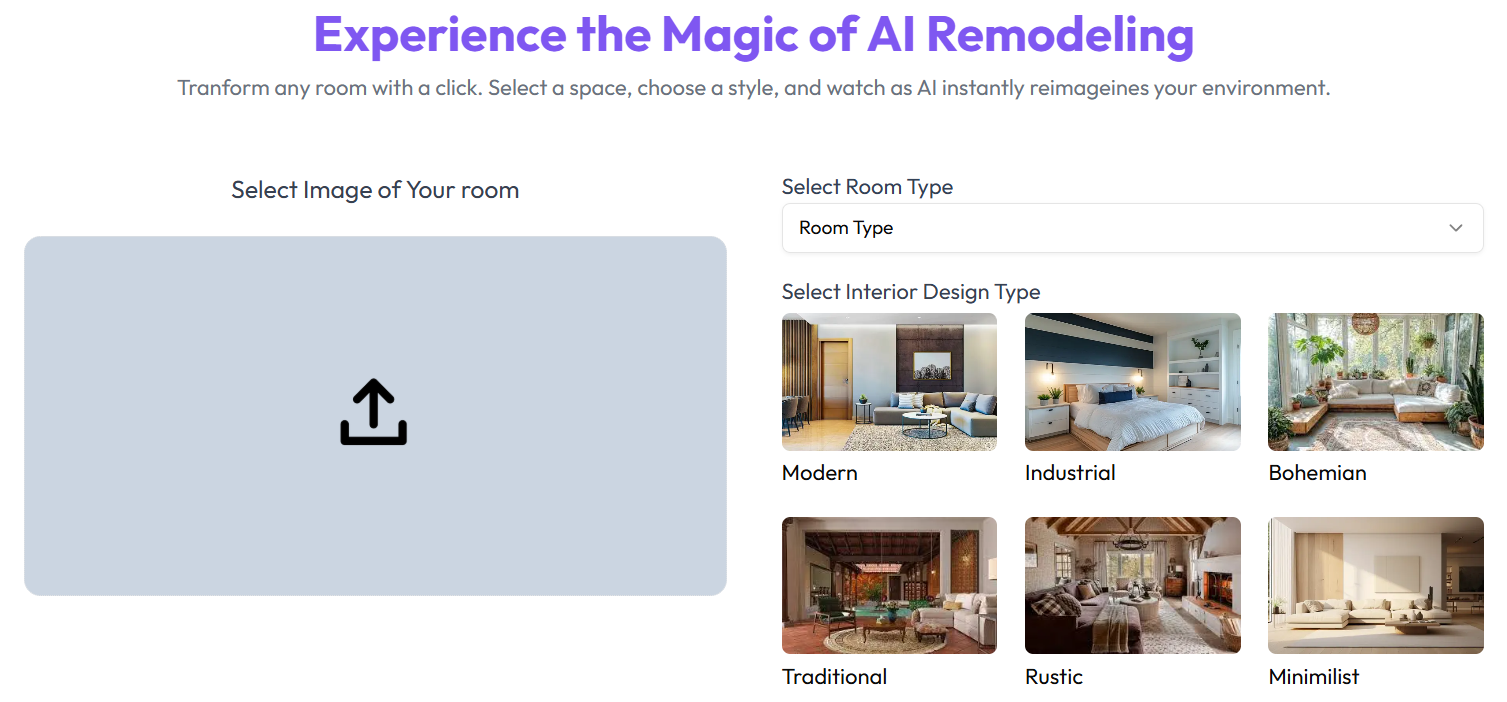 Experience the Magic of AI Remodeling
Tranform any room with a click. Select a space, choose a style, and watch as AI instantly reimageines your environment.
Select Image of Your room
Select Room Type
Room Type
Select Interior Design Type
Modern
Industrial
Bohemian
Traditional
Rustic
Minimilist